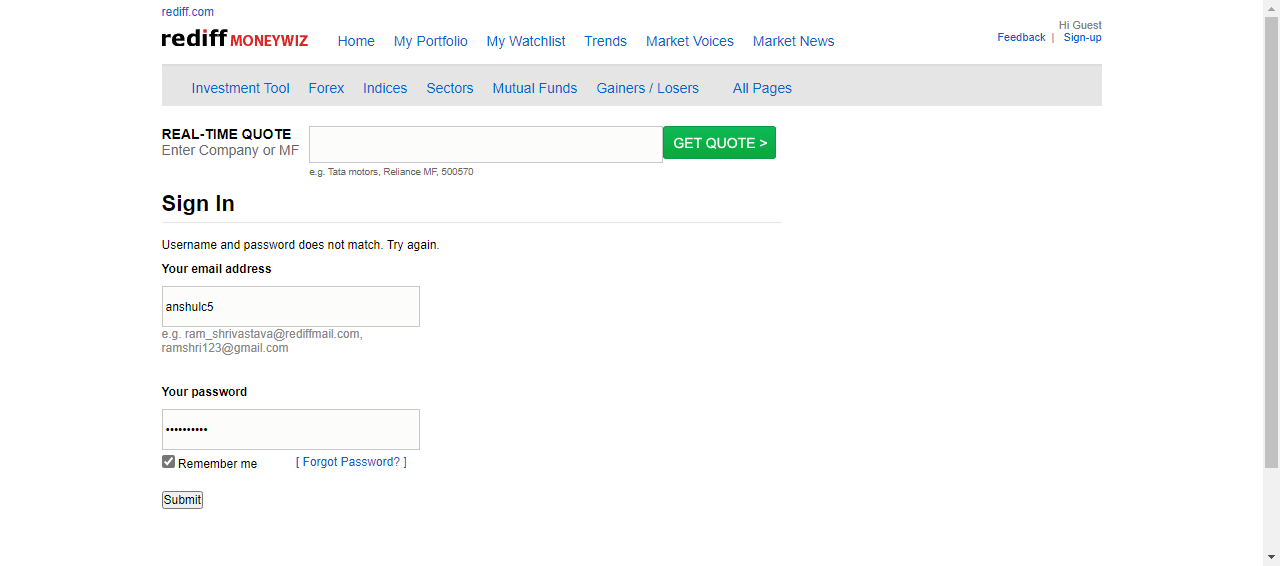 rediff.com
rediff MONEYWIZ
Home My Portfolio My Watchlist Trends Market Voices Market News
Hi Guest
Feedback | Sign-up
Investment Tool Forex Indices Sectors Mutual Funds Gainers / Losers All Pages
REAL-TIME QUOTE
Enter Company or MF
GET QUOTE >
e.g. Tata motors, Reliance MF, 500570
Sign In
Username and password does not match. Try again.
Your email address
anshulc5
e.g. ram_shrivastava@rediffmail.com,
ramshri123@gmail.com
Your password
••••••••••
Remember me [ Forgot Password? ]
Submit